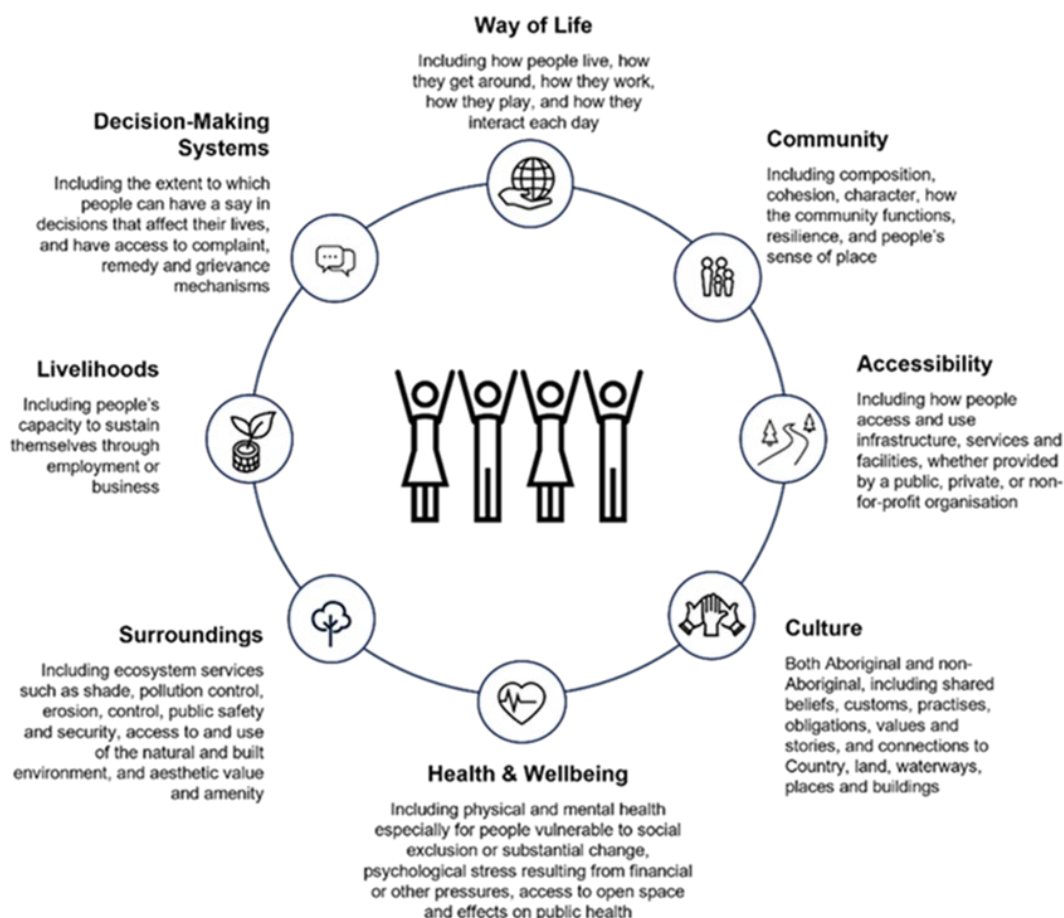 Way of Life
Including how people live, how
they get around, how they work,
how they play, and how they
interact each day
Community
Including composition,
cohesion, character, how
the community functions,
resilience, and people's
sense of place
Accessibility
Including how people
access and use
infrastructure, services and
facilities, whether provided
by a public, private, or non-
for-profit organisation
Culture
Both Aboriginal and non-
Aboriginal, including shared
beliefs, customs, practises,
obligations, values and
stories, and connections to
Country, land, waterways,
places and buildings
Health & Wellbeing
Including physical and mental health
especially for people vulnerable to social
exclusion or substantial change,
psychological stress resulting from financial
or other pressures, access to open space
and effects on public health
Surroundings
Including ecosystem services
such as shade, pollution control,
erosion, control, public safety
and security, access to and use
of the natural and built
environment, and aesthetic value
and amenity
Livelihoods
Including people's
capacity to sustain
themselves through
employment or
business
Decision-Making
Systems
Including the extent to which
people can have a say in
decisions that affect their lives,
and have access to complaint,
remedy and grievance
mechanisms